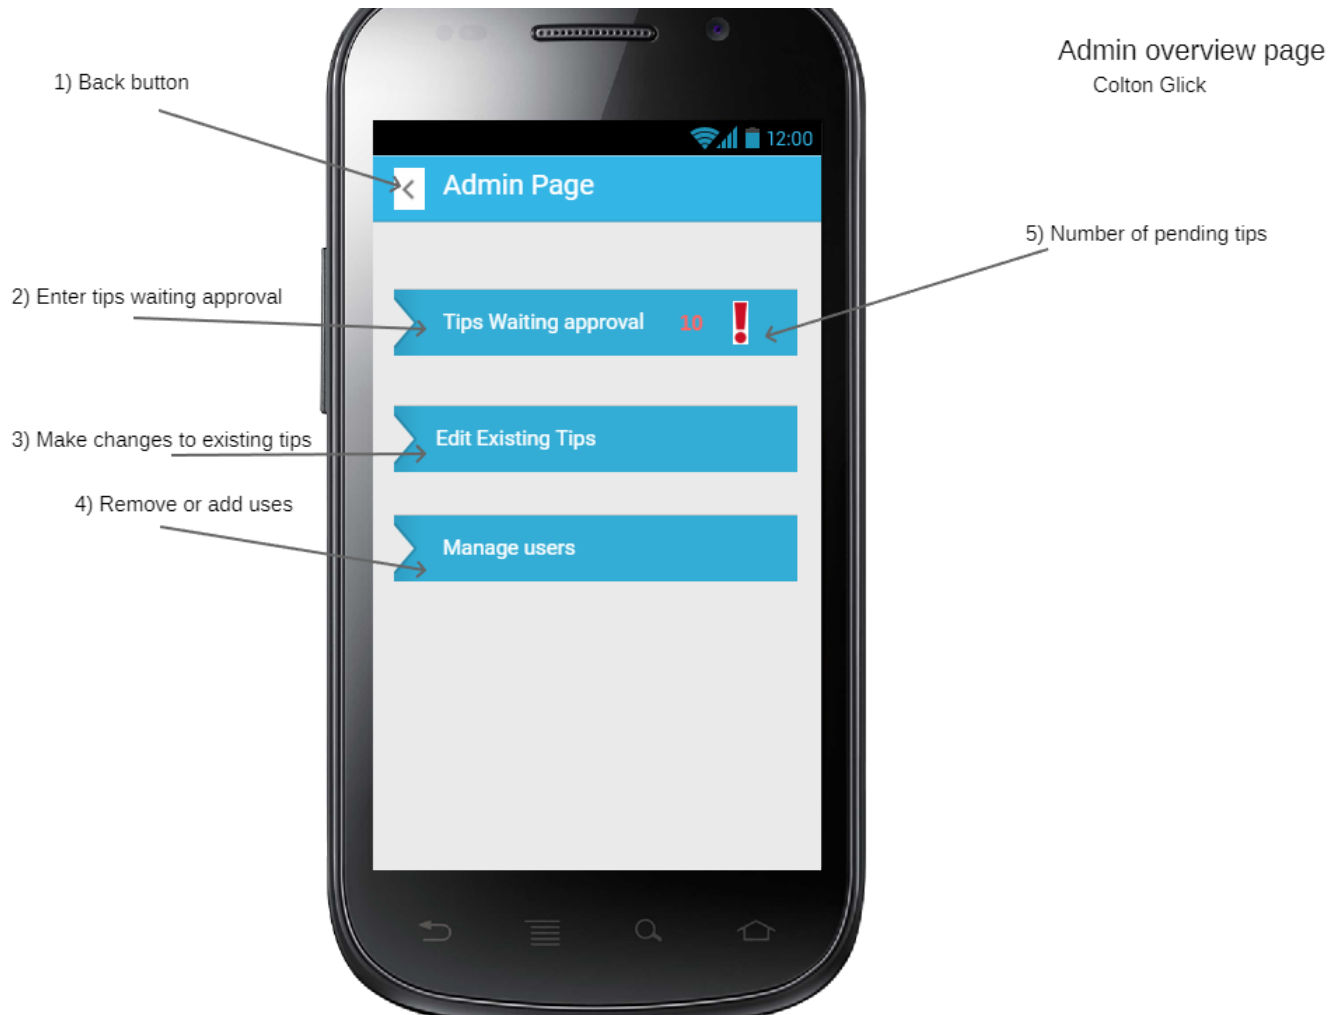 Admin overview page
Colton Glick
1) Back button
12:00
Admin Page
5) Number of pending tips
2) Enter tips waiting approval
Tips Waiting approval 10
3) Make changes to existing tips
Edit Existing Tips
4) Remove or add uses
Manage users